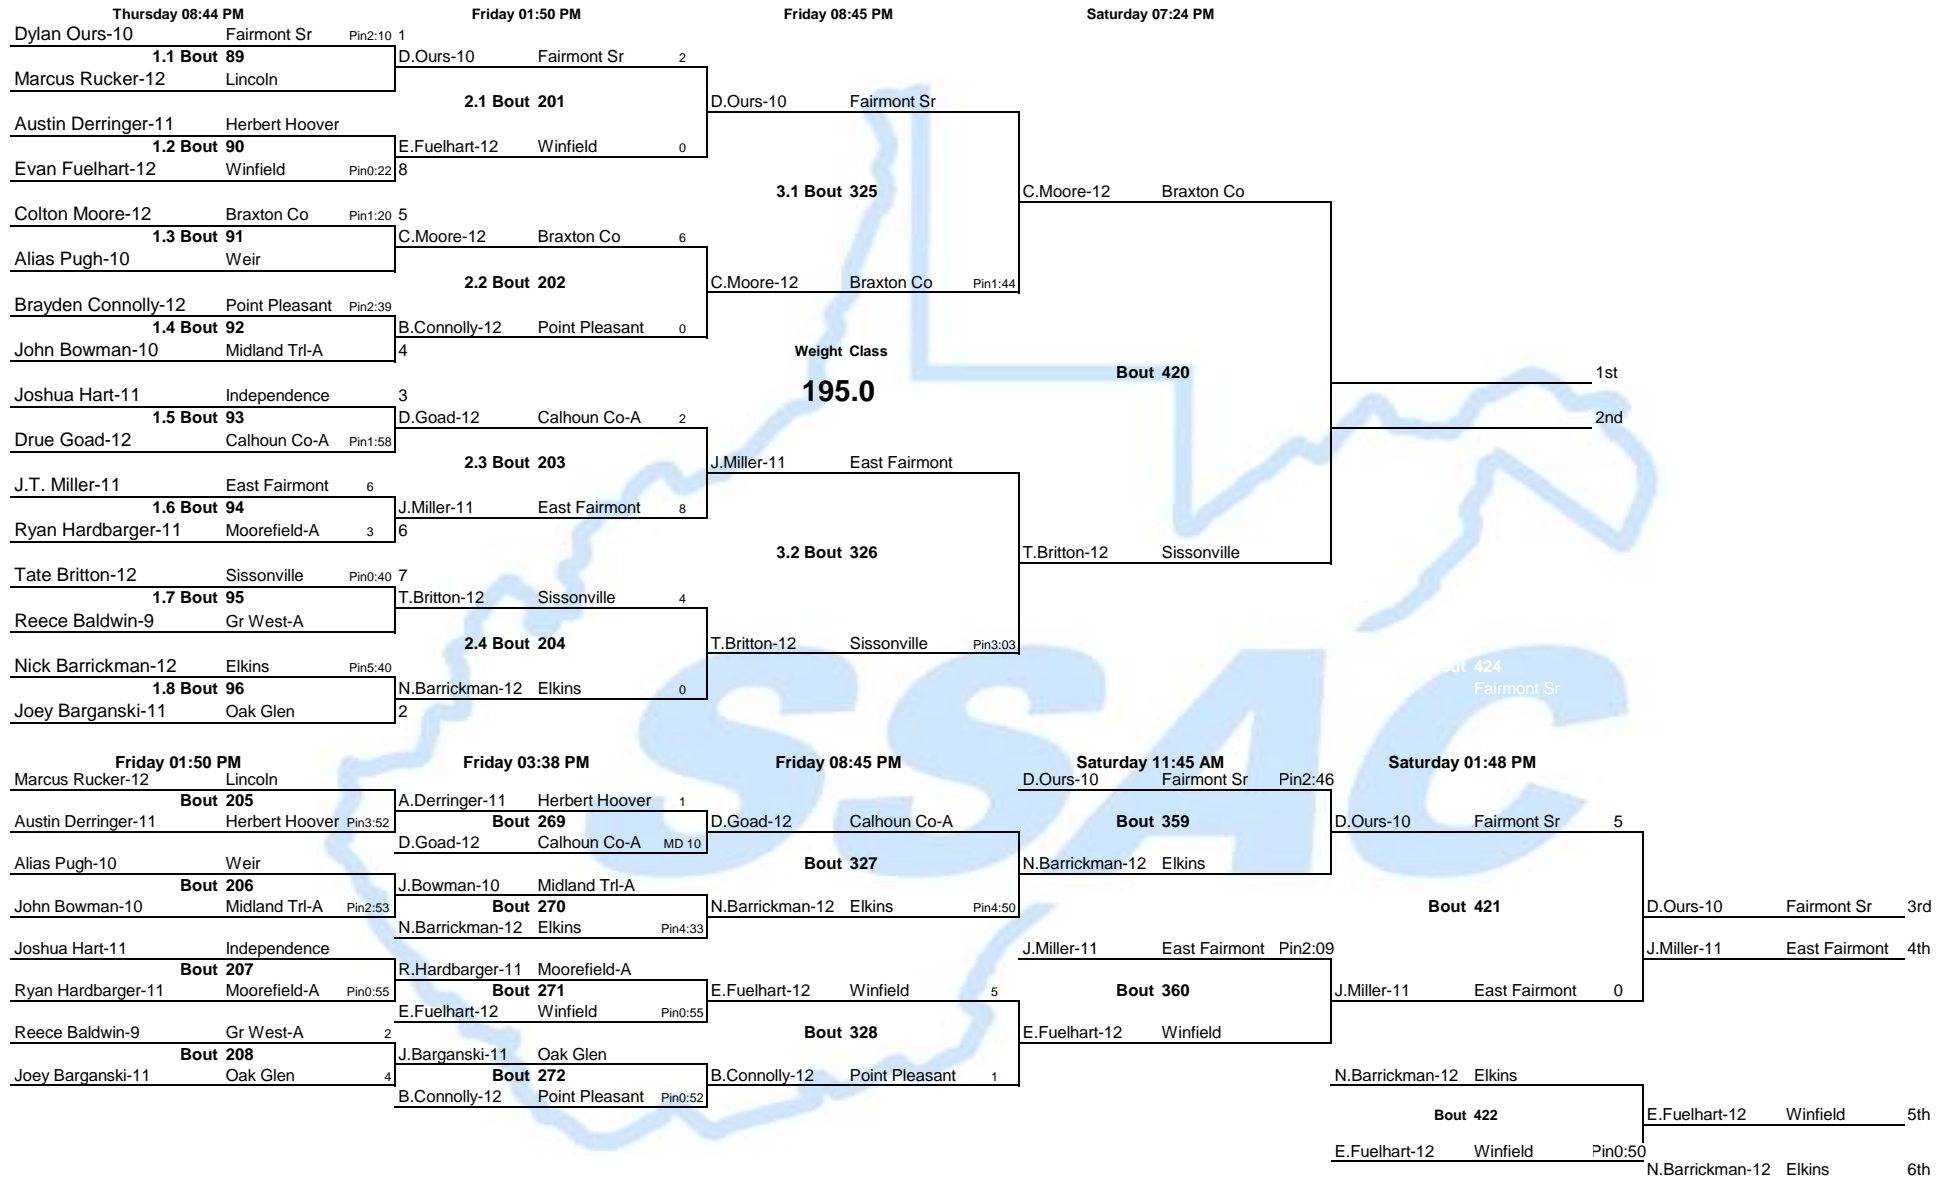 Thursday 08:44 PM Friday 01:50 PM Friday 08:45 PM Saturday 07:24 PM
Dylan Ours-10 Fairmont Sr Pin2:10 1
1.1 Bout 89 D.Ours-10 Fairmont Sr 2
Marcus Rucker-12 Lincoln
2.1 Bout 201 D.Ours-10 Fairmont Sr
Austin Derringer-11 Herbert Hoover
1.2 Bout 90 E.Fuelhart-12 Winfield 0
Evan Fuelhart-12 Winfield Pin0:22 8
3.1 Bout 325 C.Moore-12 Braxton Co
Colton Moore-12 Braxton Co Pin1:20 5
1.3 Bout 91 C.Moore-12 Braxton Co 6
Alias Pugh-10 Weir
2.2 Bout 202 C.Moore-12 Braxton Co Pin1:44
Brayden Connolly-12 Point Pleasant Pin2:39
1.4 Bout 92 B.Connolly-12 Point Pleasant 0
John Bowman-10 Midland Trl-A 4 Weight Class
Bout 420 1st
Joshua Hart-11 Independence 3 195.0
1.5 Bout 93 D.Goad-12 Calhoun Co-A 2 2nd
Drue Goad-12 Calhoun Co-A Pin1:58
2.3 Bout 203 J.Miller-11 East Fairmont
J.T. Miller-11 East Fairmont 6
1.6 Bout 94 J.Miller-11 East Fairmont 8
Ryan Hardbarger-11 Moorefield-A 3 6
3.2 Bout 326 T.Britton-12 Sissonville
Tate Britton-12 Sissonville Pin0:40 7
1.7 Bout 95 T.Britton-12 Sissonville 4
Reece Baldwin-9 Gr West-A
2.4 Bout 204 T.Britton-12 Sissonville Pin3:03
Nick Barrickman-12 Elkins Pin5:40 424
1.8 Bout 96 N.Barrickman-12 Elkins 0 Fairmont Sr
Joey Barganski-11 Oak Glen 2
SSAC
Friday 01:50 PM Friday 03:38 PM Friday 08:45 PM Saturday 11:45 AM Saturday 01:48 PM
Marcus Rucker-12 Lincoln D.Ours-10 Fairmont Sr Pin2:46
Bout 205 A.Derringer-11 Herbert Hoover 1
Austin Derringer-11 Herbert Hoover Pin3:52 Bout 269 D.Goad-12 Calhoun Co-A Bout 359 D.Ours-10 Fairmont Sr 5
D.Goad-12 Calhoun Co-A MD 10
Alias Pugh-10 Weir Bout 327 N.Barrickman-12 Elkins
Bout 206 J.Bowman-10 Midland Trl-A
John Bowman-10 Midland Trl-A Pin2:53 Bout 270 N.Barrickman-12 Elkins Pin4:50 Bout 421 D.Ours-10 Fairmont Sr 3rd
N.Barrickman-12 Elkins Pin4:33
Joshua Hart-11 Independence J.Miller-11 East Fairmont Pin2:09 J.Miller-11 East Fairmont 4th
Bout 207 R.Hardbarger-11 Moorefield-A
Ryan Hardbarger-11 Moorefield-A Pin0:55 Bout 271 E.Fuelhart-12 Winfield 5 Bout 360 J.Miller-11 East Fairmont 0
E.Fuelhart-12 Winfield Pin0:55
Reece Baldwin-9 Gr West-A 2 Bout 328 E.Fuelhart-12 Winfield
Bout 208 J.Barganski-11 Oak Glen
Joey Barganski-11 Oak Glen 4 Bout 272 B.Connolly-12 Point Pleasant 1 N.Barrickman-12 Elkins
B.Connolly-12 Point Pleasant Pin0:52
Bout 422 E.Fuelhart-12 Winfield 5th
E.Fuelhart-12 Winfield Pin0:50
N.Barrickman-12 Elkins 6th